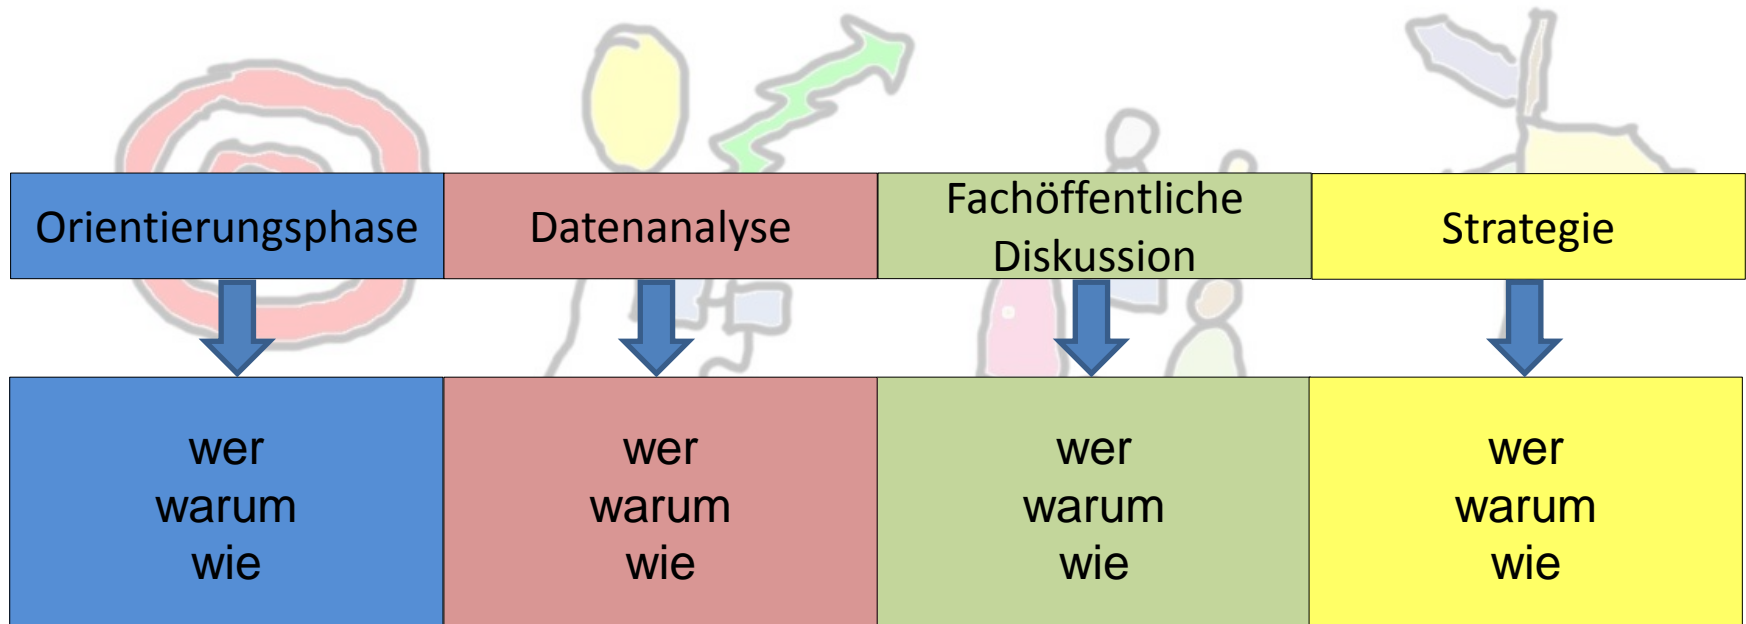 Orientierungsphase
Datenanalyse
Fachöffentliche
Diskussion
Strategie
wer
warum
wie
wer
warum
wie
wer
warum
wie
wer
warum
wie